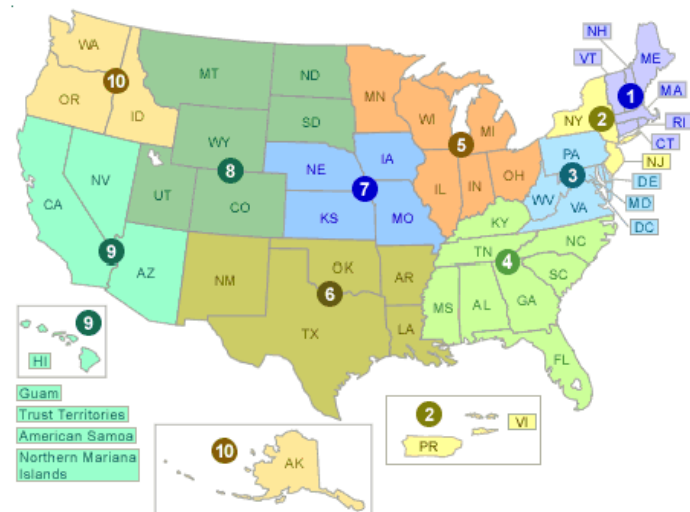 NH
VT
ME
MA
RI
CT
1
WA
OR
ID
10
MT
ND
SD
WY
UT
CO
8
MN
WI
MI
IL
IN
OH
5
NY
NJ
2
PA
WV
VA
DE
MD
DC
3
NE
IA
KS
MO
7
CA
NV
AZ
9
NM
OK
AR
TX
LA
6
KY
TN
NC
SC
MS
AL
GA
FL
4
9
HI
Guam
Trust Territories
American Samoa
Northern Mariana
Islands
10
AK
2
PR
VI